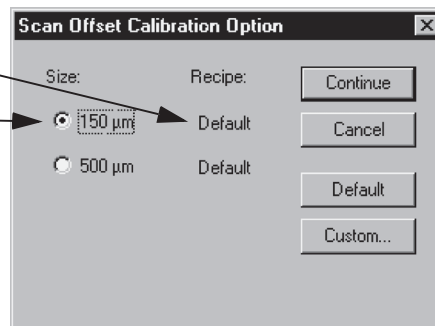 Scan Offset Calibration Option
Size: Recipe: Continue
150 µm Default Cancel
500 µm Default
Default
Custom...